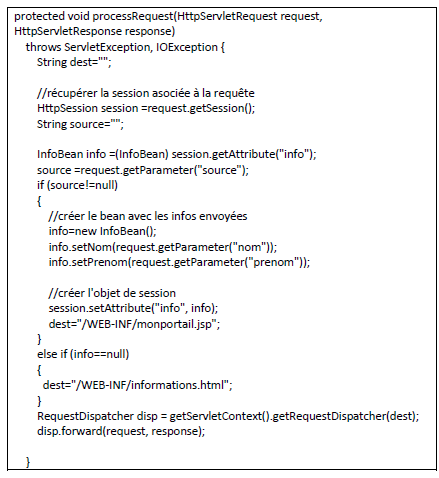 protected void processRequest(HttpServletRequest request,
HttpServletResponse response)
throws ServletException, IOException {
String dest="";
//récupérer la session asociée à la requête
HttpSession session =request.getSession();
String source="";
InfoBean info =(InfoBean) session.getAttribute("info");
source =request.getParameter("source");
if (source!=null)
{
//créer le bean avec les infos envoyées
info=new InfoBean();
info.setNom(request.getParameter("nom"));
info.setPrenom(request.getParameter("prenom"));
//créer l'objet de session
session.setAttribute("info", info);
dest="/WEB-INF/monportail.jsp";
}
else if (info==null)
{
dest="/WEB-INF/informations.html";
}
RequestDispatcher disp = getServletContext().getRequestDispatcher(dest);
disp.forward(request, response);
}